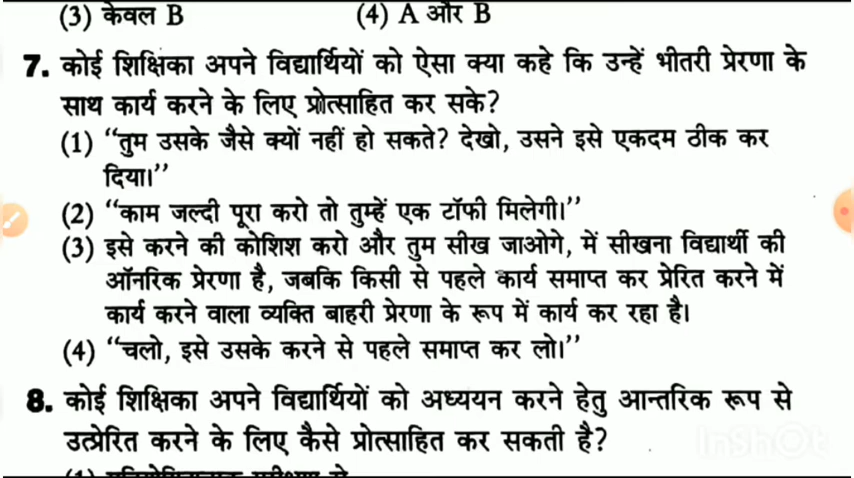 (3) केवल B (4) A और B
7. कोई शिक्षिका अपने विद्यार्थियों को ऐसा क्या कहे कि उन्हें भीतरी प्रेरणा के
साथ कार्य करने के लिए प्रोत्साहित कर सके?
(1) “तुम उसके जैसे क्यों नहीं हो सकते? देखो, उसने इसे एकदम ठीक कर
दिया।’’
(2) “काम जल्दी पूरा करो तो तुम्हें एक टॉफी मिलेगी।’’
(3) इसे करने की कोशिश करो और तुम सीख जाओगे, में सीखना विद्यार्थी की
ऑनरिक प्रेरणा है, जबकि किसी से पहले कार्य समाप्त कर प्रेरित करने में
कार्य करने वाला व्यक्ति बाहरी प्रेरणा के रूप में कार्य कर रहा है।
(4) “चलो, इसे उसके करने से पहले समाप्त कर लो।’’
8. कोई शिक्षिका अपने विद्यार्थियों को अध्ययन करने हेतु आन्तरिक रूप से
उत्प्रेरित करने के लिए कैसे प्रोत्साहित कर सकती है?
InShOt